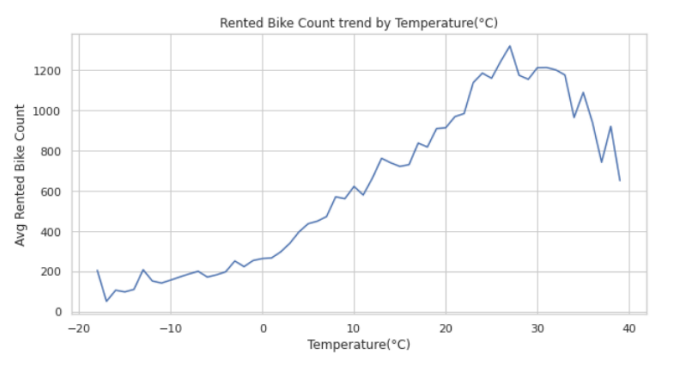 Rented Bike Count trend by Temperature(°C)
Avg Rented Bike Count
1200
1000
800
600
400
200
0
−20 −10 0 10 20 30 40
Temperature(°C)